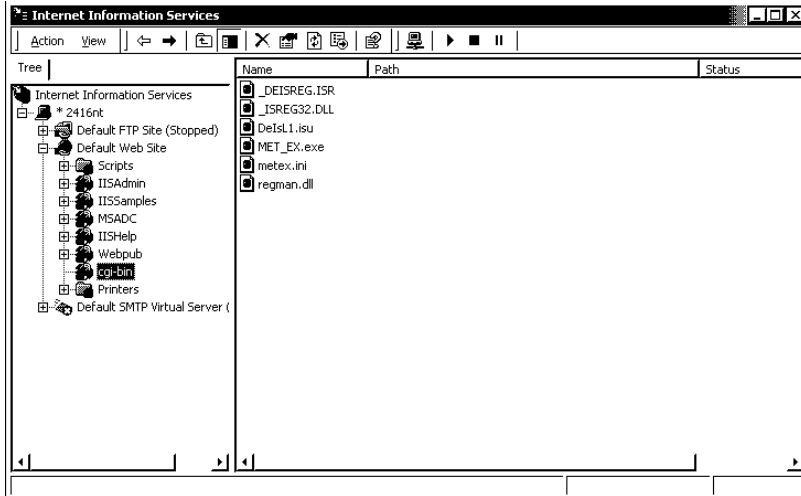 Internet Information Services
Action View
Tree
Name Path Status
Internet Information Services
* 2416nt
Default FTP Site (Stopped)
Default Web Site
Scripts
IISAdmin
IISSamples
MSADC
IISHelp
Webpub
cgi-bin
Printers
Default SMTP Virtual Server (
_DEISREG.ISR
_ISREG32.DLL
DeIsL1.isu
MET_EX.exe
metex.ini
regman.dll